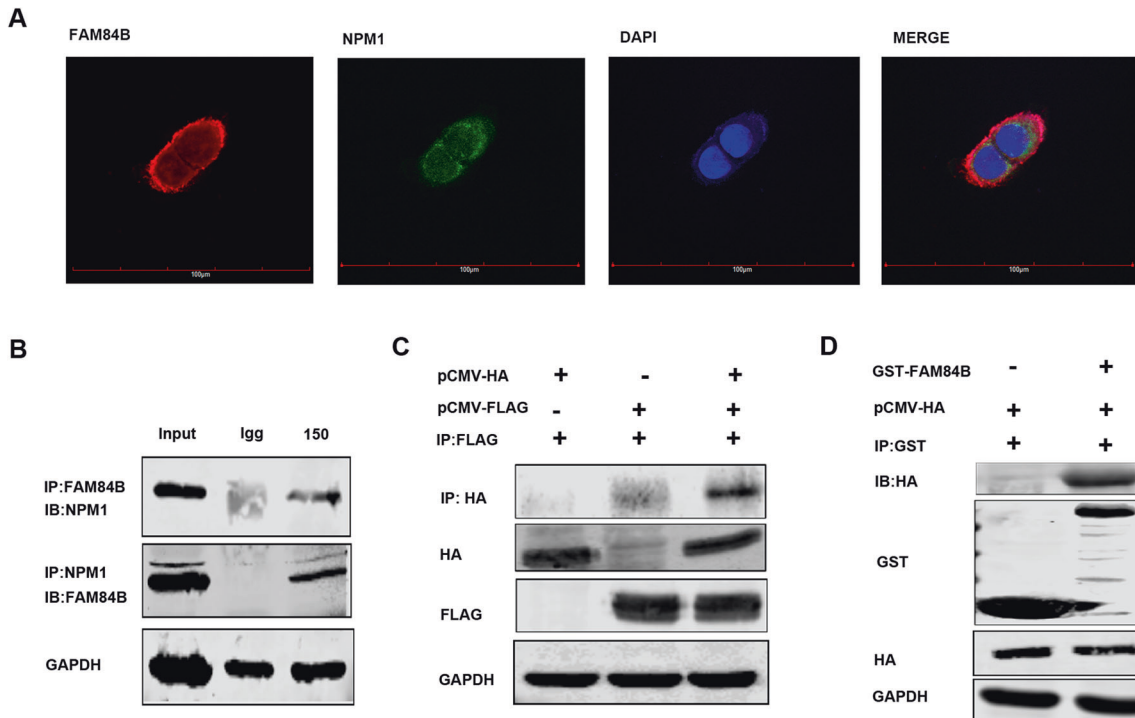 A
FAM84B NPM1 DAPI MERGE
100μm 100μm 100μm 100μm
B
Input Igg 150
IP:FAM84B
IB:NPM1
IP:NPM1
IB:FAM84B
GAPDH
C
pCMV-HA + - +
pCMV-FLAG - + +
IP:FLAG + + +
IP: HA
HA
FLAG
GAPDH
D
GST-FAM84B - +
pCMV-HA + +
IP:GST + +
IB:HA
GST
HA
GAPDH